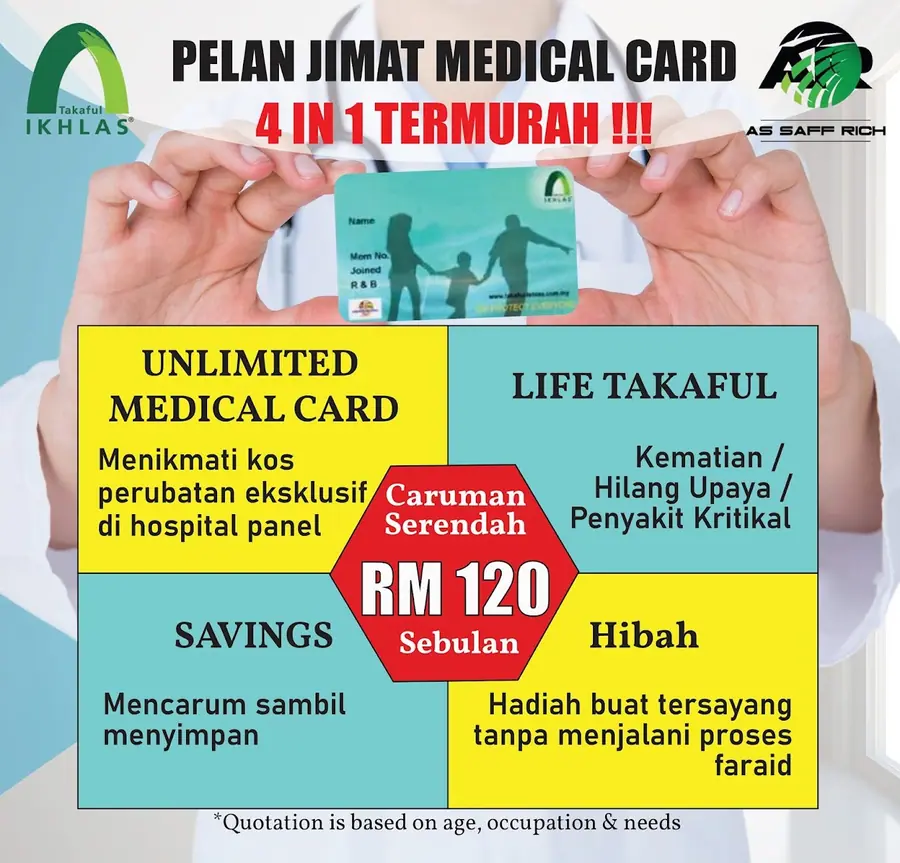 Takaful
IKHLAS®
PELAN JIMAT MEDICAL CARD
4 IN 1 TERMURAH !!!
AS SAFF RICH
IKHLAS
Name
Mem No.
Joined
R & B
UNLIMITED
MEDICAL CARD
Menikmati kos
perubatan eksklusif
di hospital panel
LIFE TAKAFUL
Kematian /
Hilang Upaya /
Penyakit Kritikal
Caruman
Serendah
RM 120
Sebulan
SAVINGS
Mencarum sambil
menyimpan
Hibah
Hadiah buat tersayang
tanpa menjalani proses
faraid
*Quotation is based on age, occupation & needs